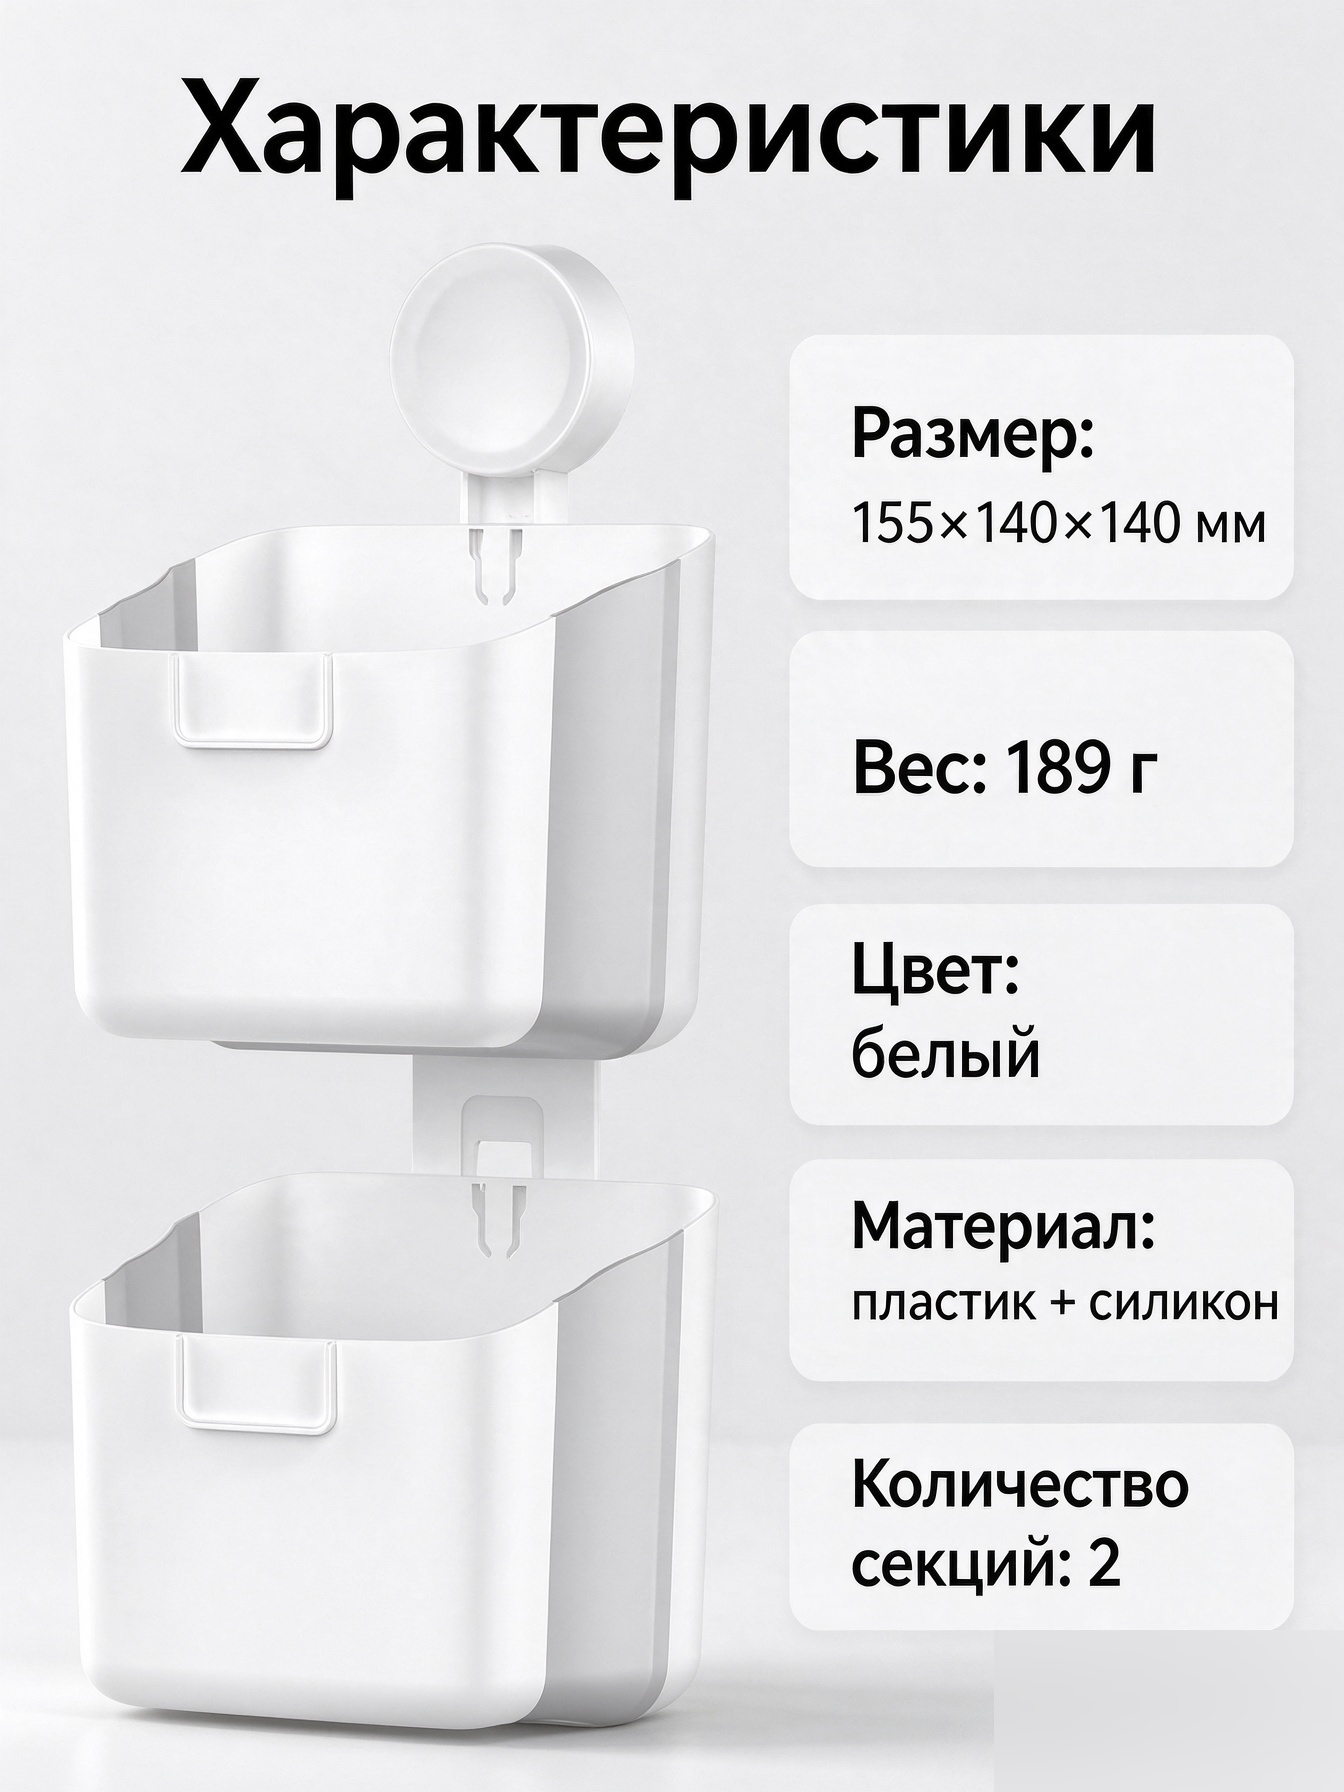 Характеристики
Размер:
155×140×140 мм
Вес: 189 г
Цвет:
белый
Материал:
пластик + силикон
Количество
секций: 2